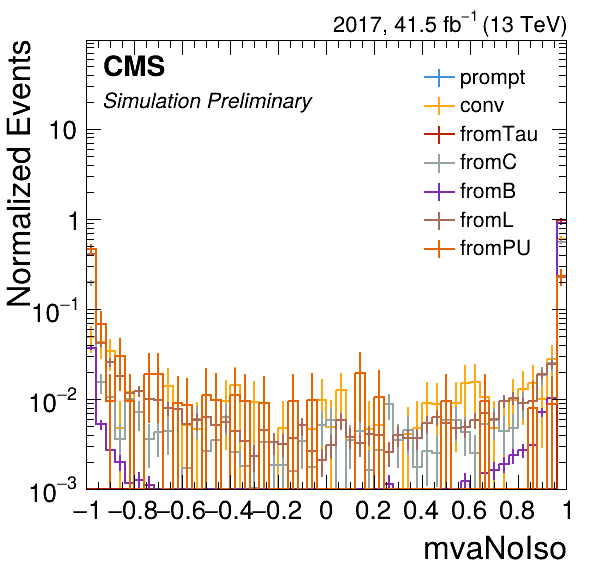 2017, 41.5 fb⁻¹ (13 TeV)
CMS
Simulation Preliminary
prompt
conv
fromTau
fromC
fromB
fromL
fromPU
Normalized Events
10
1
10⁻¹
10⁻²
10⁻³
−1 −0.8 −0.6 −0.4 −0.2 0 0.2 0.4 0.6 0.8 1
mvaNoIso